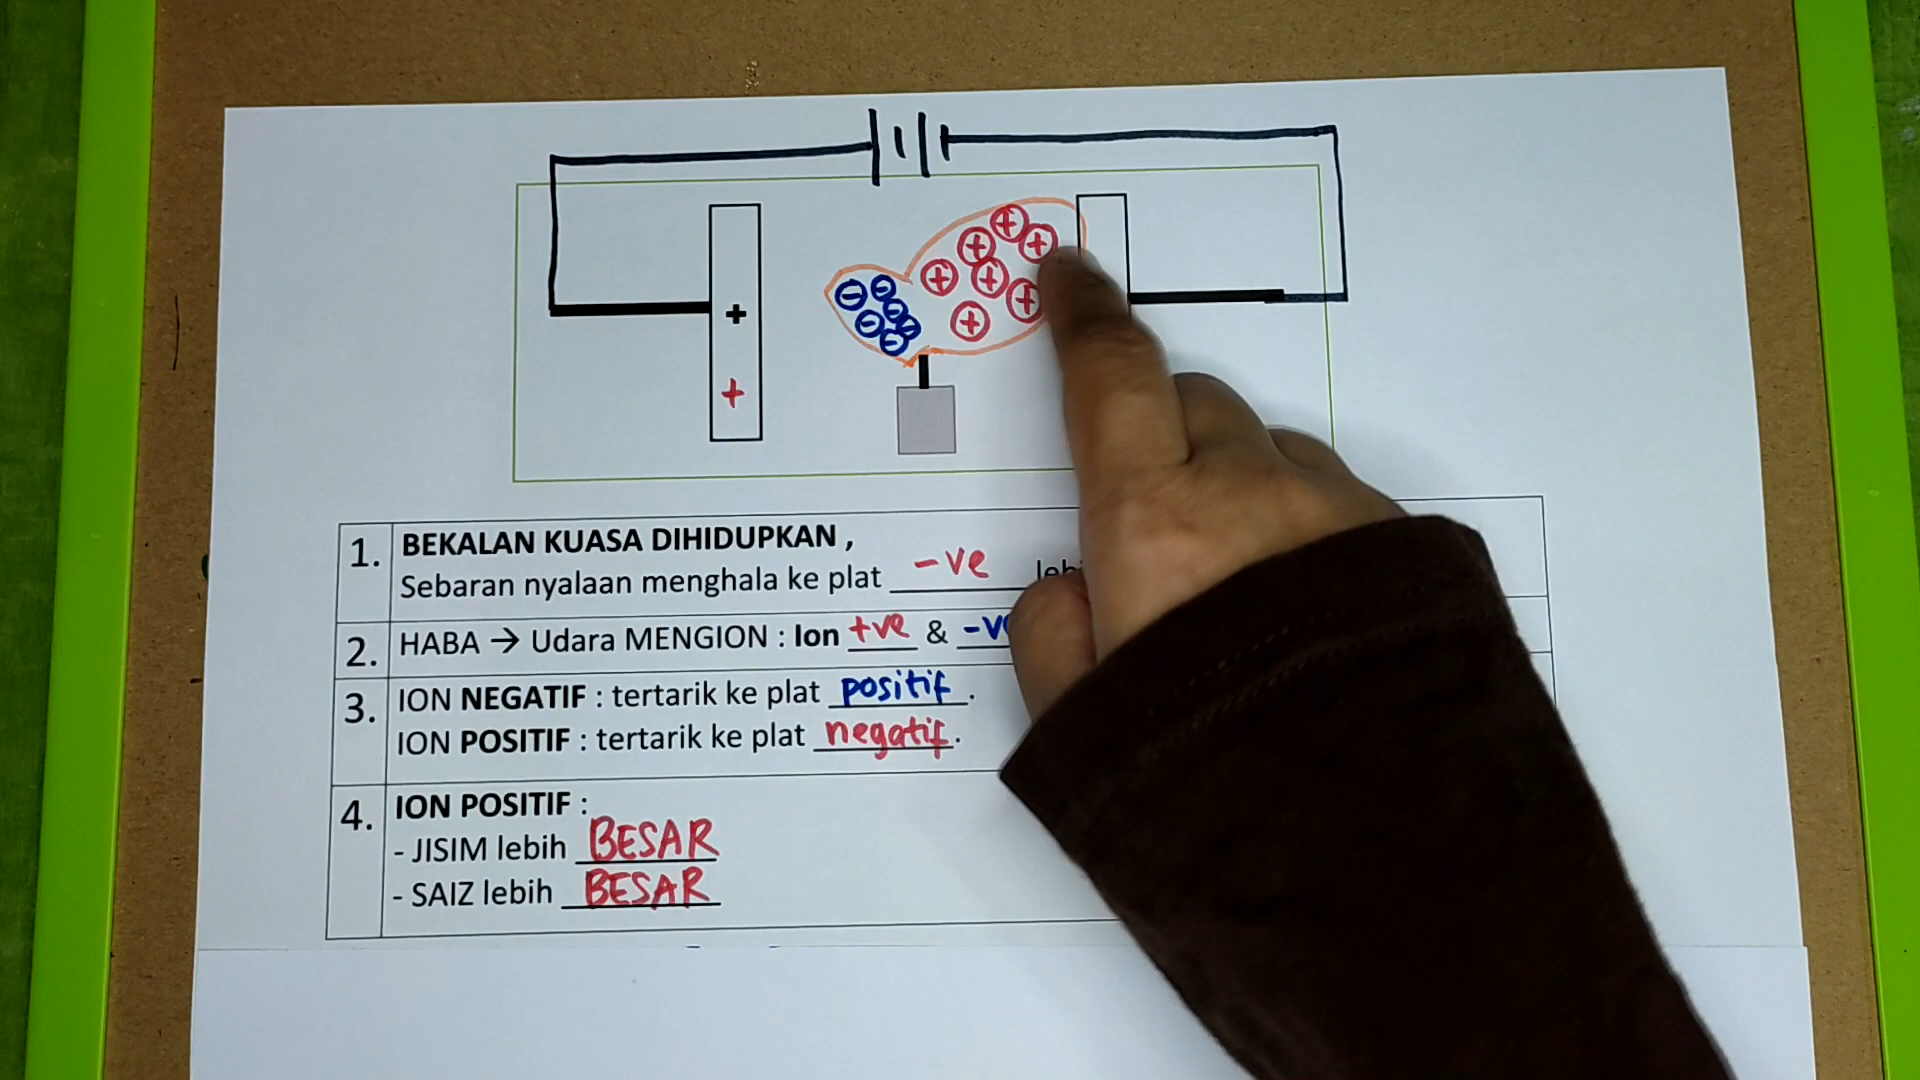 +
+
+ + + + + + + +
- - - - - -
1. BEKALAN KUASA DIHIDUPKAN ,
Sebaran nyalaan menghala ke plat -ve
2. HABA → Udara MENGION : Ion +ve &
3. ION NEGATIF : tertarik ke plat positif.
ION POSITIF : tertarik ke plat negatif.
4. ION POSITIF :
- JISIM lebih BESAR
- SAIZ lebih BESAR